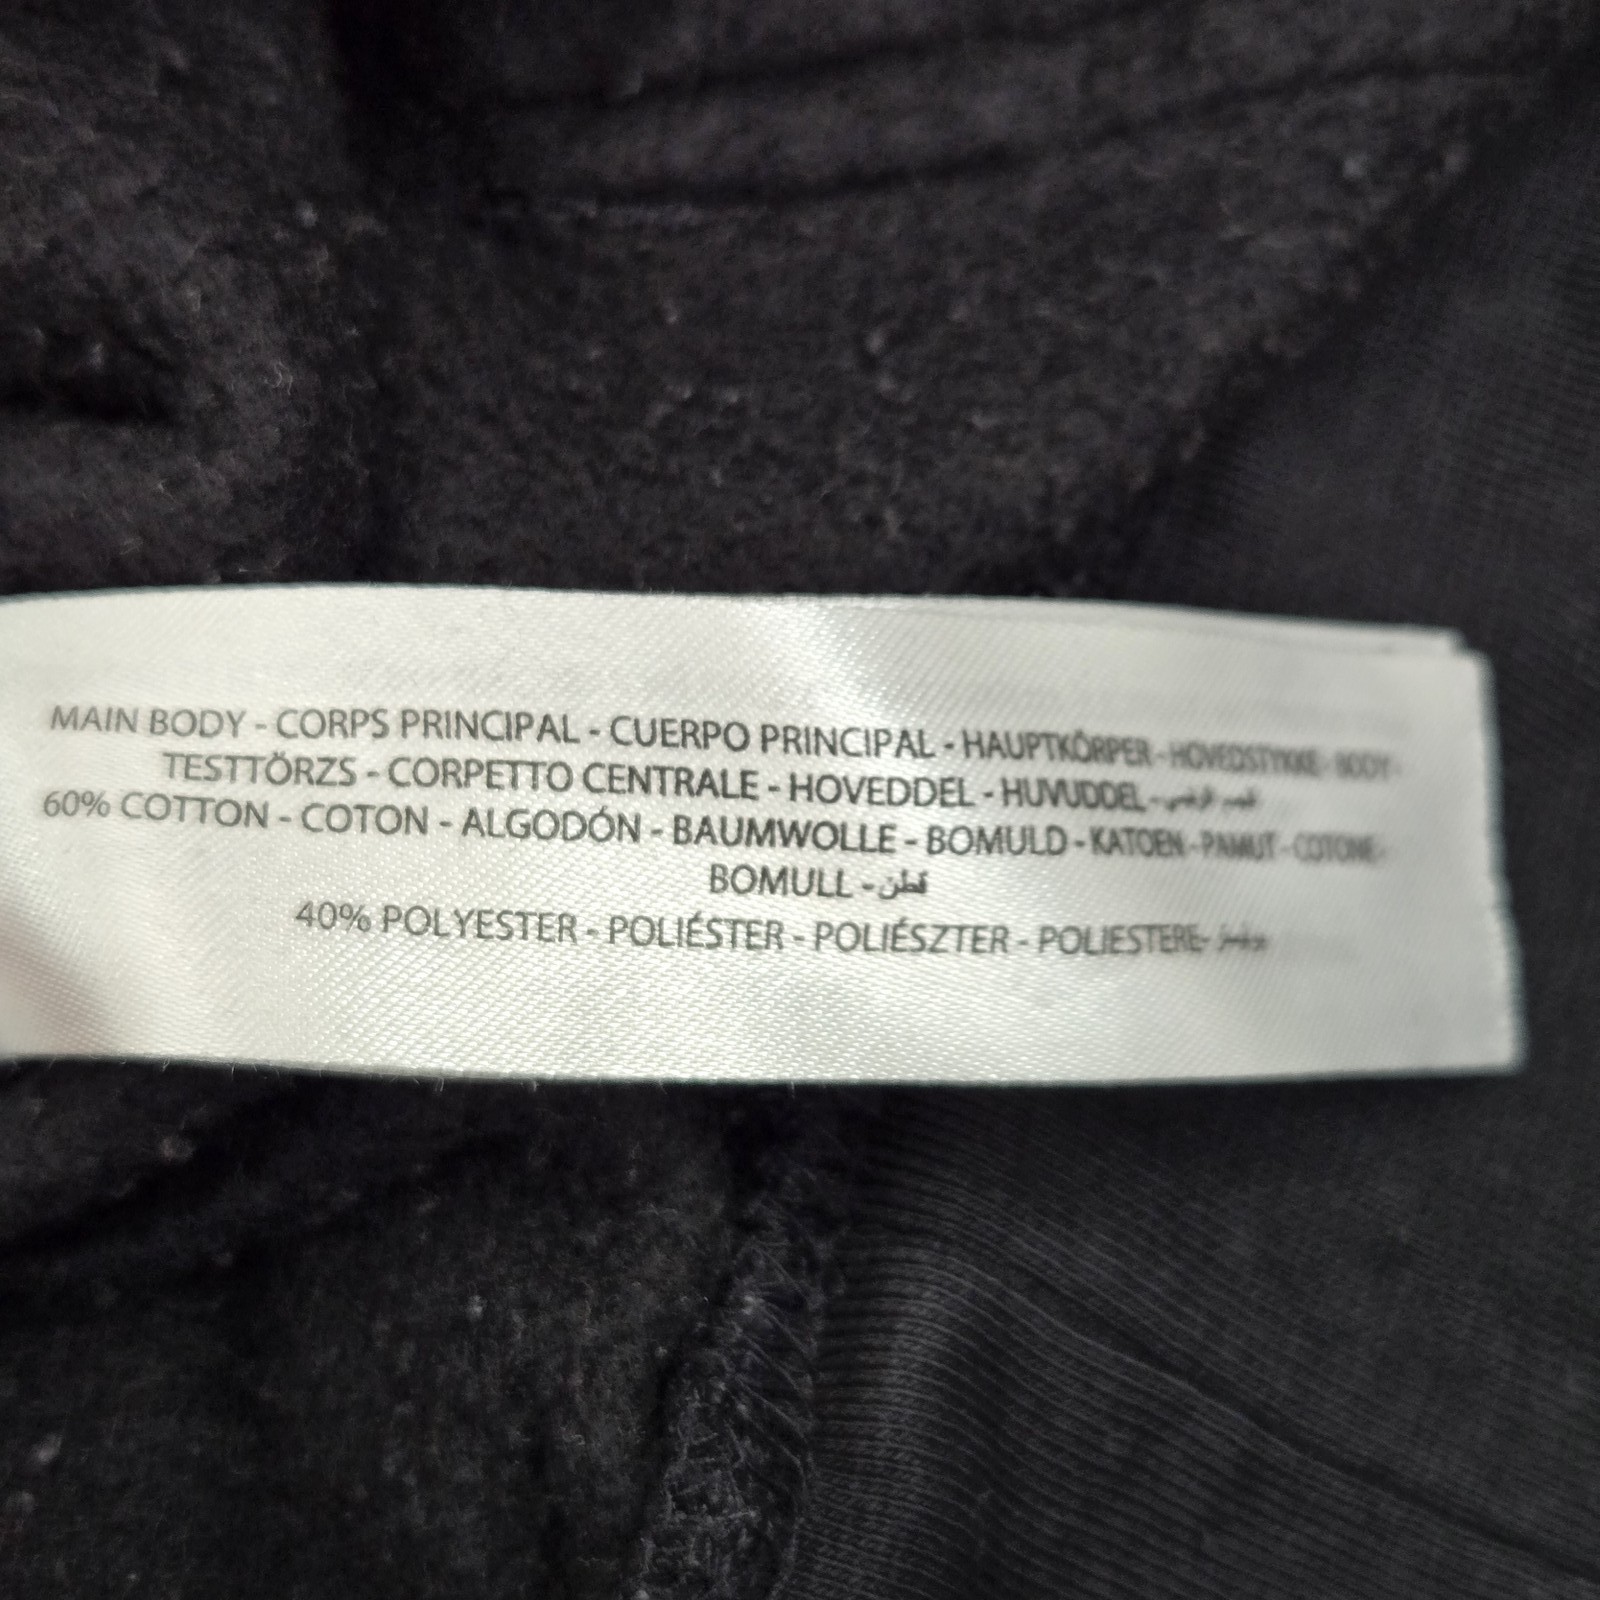 MAIN BODY - CORPS PRINCIPAL - CUERPO PRINCIPAL - HAUPTKÖRPER - HOVEDSTYKKE - BODY -
TESTTÖRZS - CORPETTO CENTRALE - HOVEDDEL - HUVUDDEL -
60% COTTON - COTON - ALGODÓN - BAUMWOLLE - BOMULD - KATOEN - PAMUT - COTONE -
BOMULL - قطن
40% POLYESTER - POLIÉSTER - POLIÉSZTER - POLIESTERE-